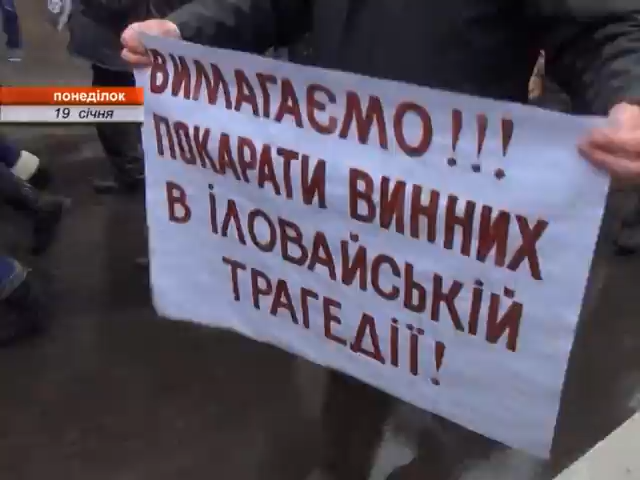 ВИМАГАЄМО!!!
ПОКАРАТИ ВИННИХ
В ІЛОВАЙСЬКІЙ
ТРАГЕДІЇ!
понеділок
19 січня